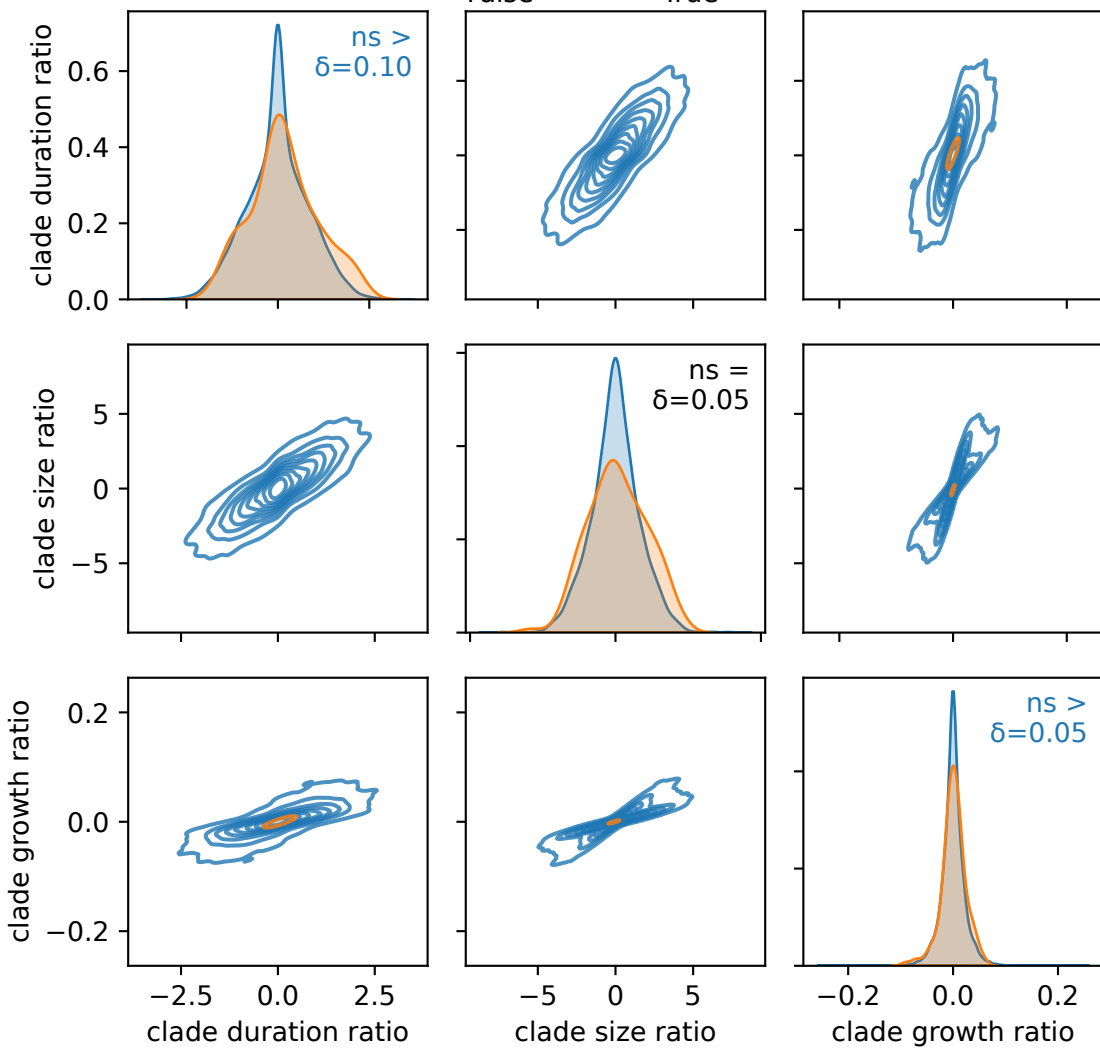 clade duration ratio
0.6
0.4
0.2
0.0
ns >
δ=0.10
clade size ratio
5
0
−5
ns =
δ=0.05
clade growth ratio
0.2
0.0
−0.2
ns >
δ=0.05
−2.5 0.0 2.5
−5 0 5
−0.2 0.0 0.2
clade duration ratio
clade size ratio
clade growth ratio